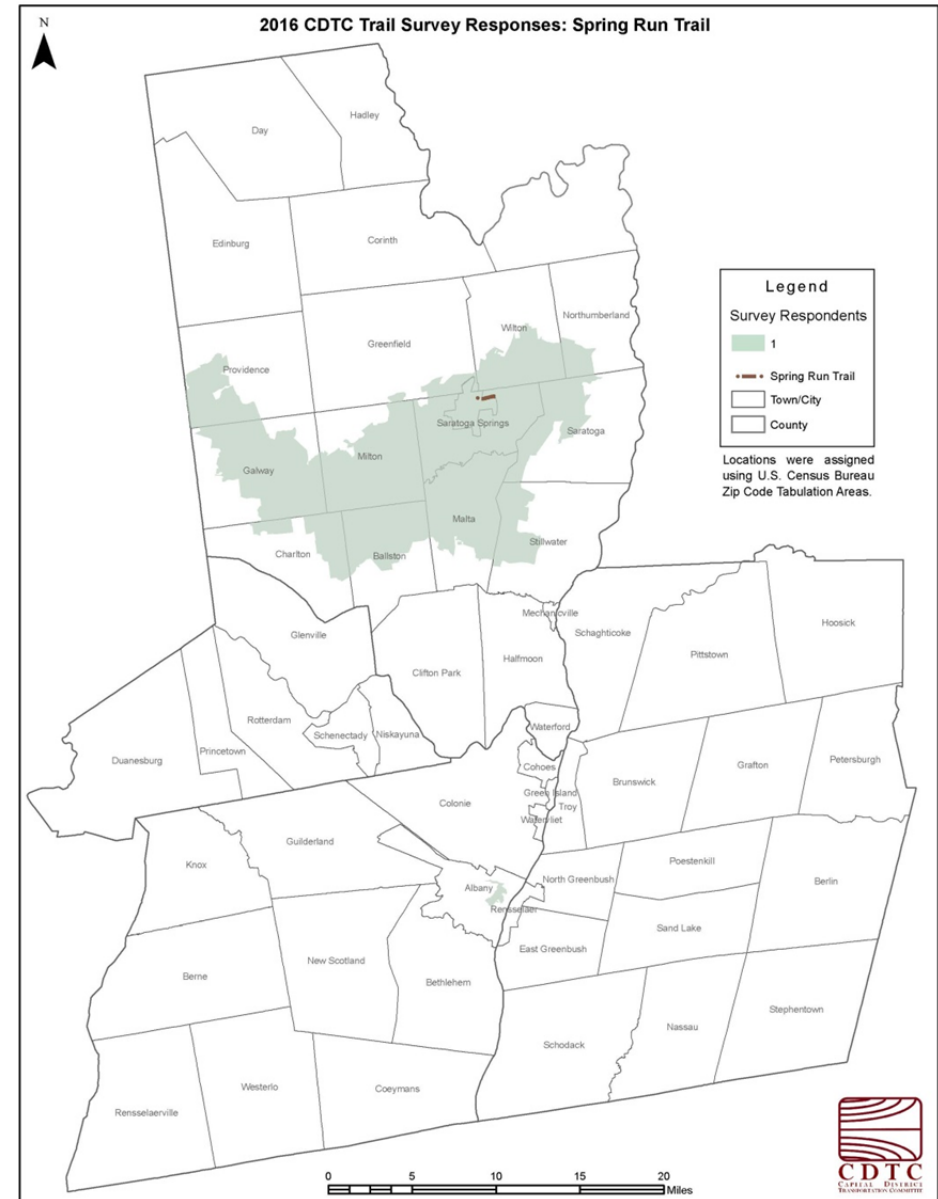 2016 CDTC Trail Survey Responses: Spring Run Trail
N
Hadley
Day
Edinburg
Corinth
Northumberland
Wilton
Greenfield
Providence
Saratoga Springs
Saratoga
Milton
Galway
Malta
Stillwater
Charlton
Ballston
Legend
Survey Respondents
1
Spring Run Trail
Town/City
County
Locations were assigned
using U.S. Census Bureau
Zip Code Tabulation Areas.
Mechanicville
Schaghticoke
Hoosick
Glenville
Pittstown
Halfmoon
Clifton Park
Rotterdam
Waterford
Schenectady
Niskayuna
Princetown
Duanesburg
Petersburgh
Cohoes
Grafton
Brunswick
Green Island
Colonie
Troy
Watervliet
Guilderland
Knox
Poestenkill
North Greenbush
Berlin
Albany
Rensselaer
Sand Lake
East Greenbush
New Scotland
Berne
Bethlehem
Stephentown
Nassau
Schodack
Westerlo
Coeymans
Rensselaerville
0 5 10 15 20
Miles
CDTC
CAPITAL DISTRICT
TRANSPORTATION COMMITTEE